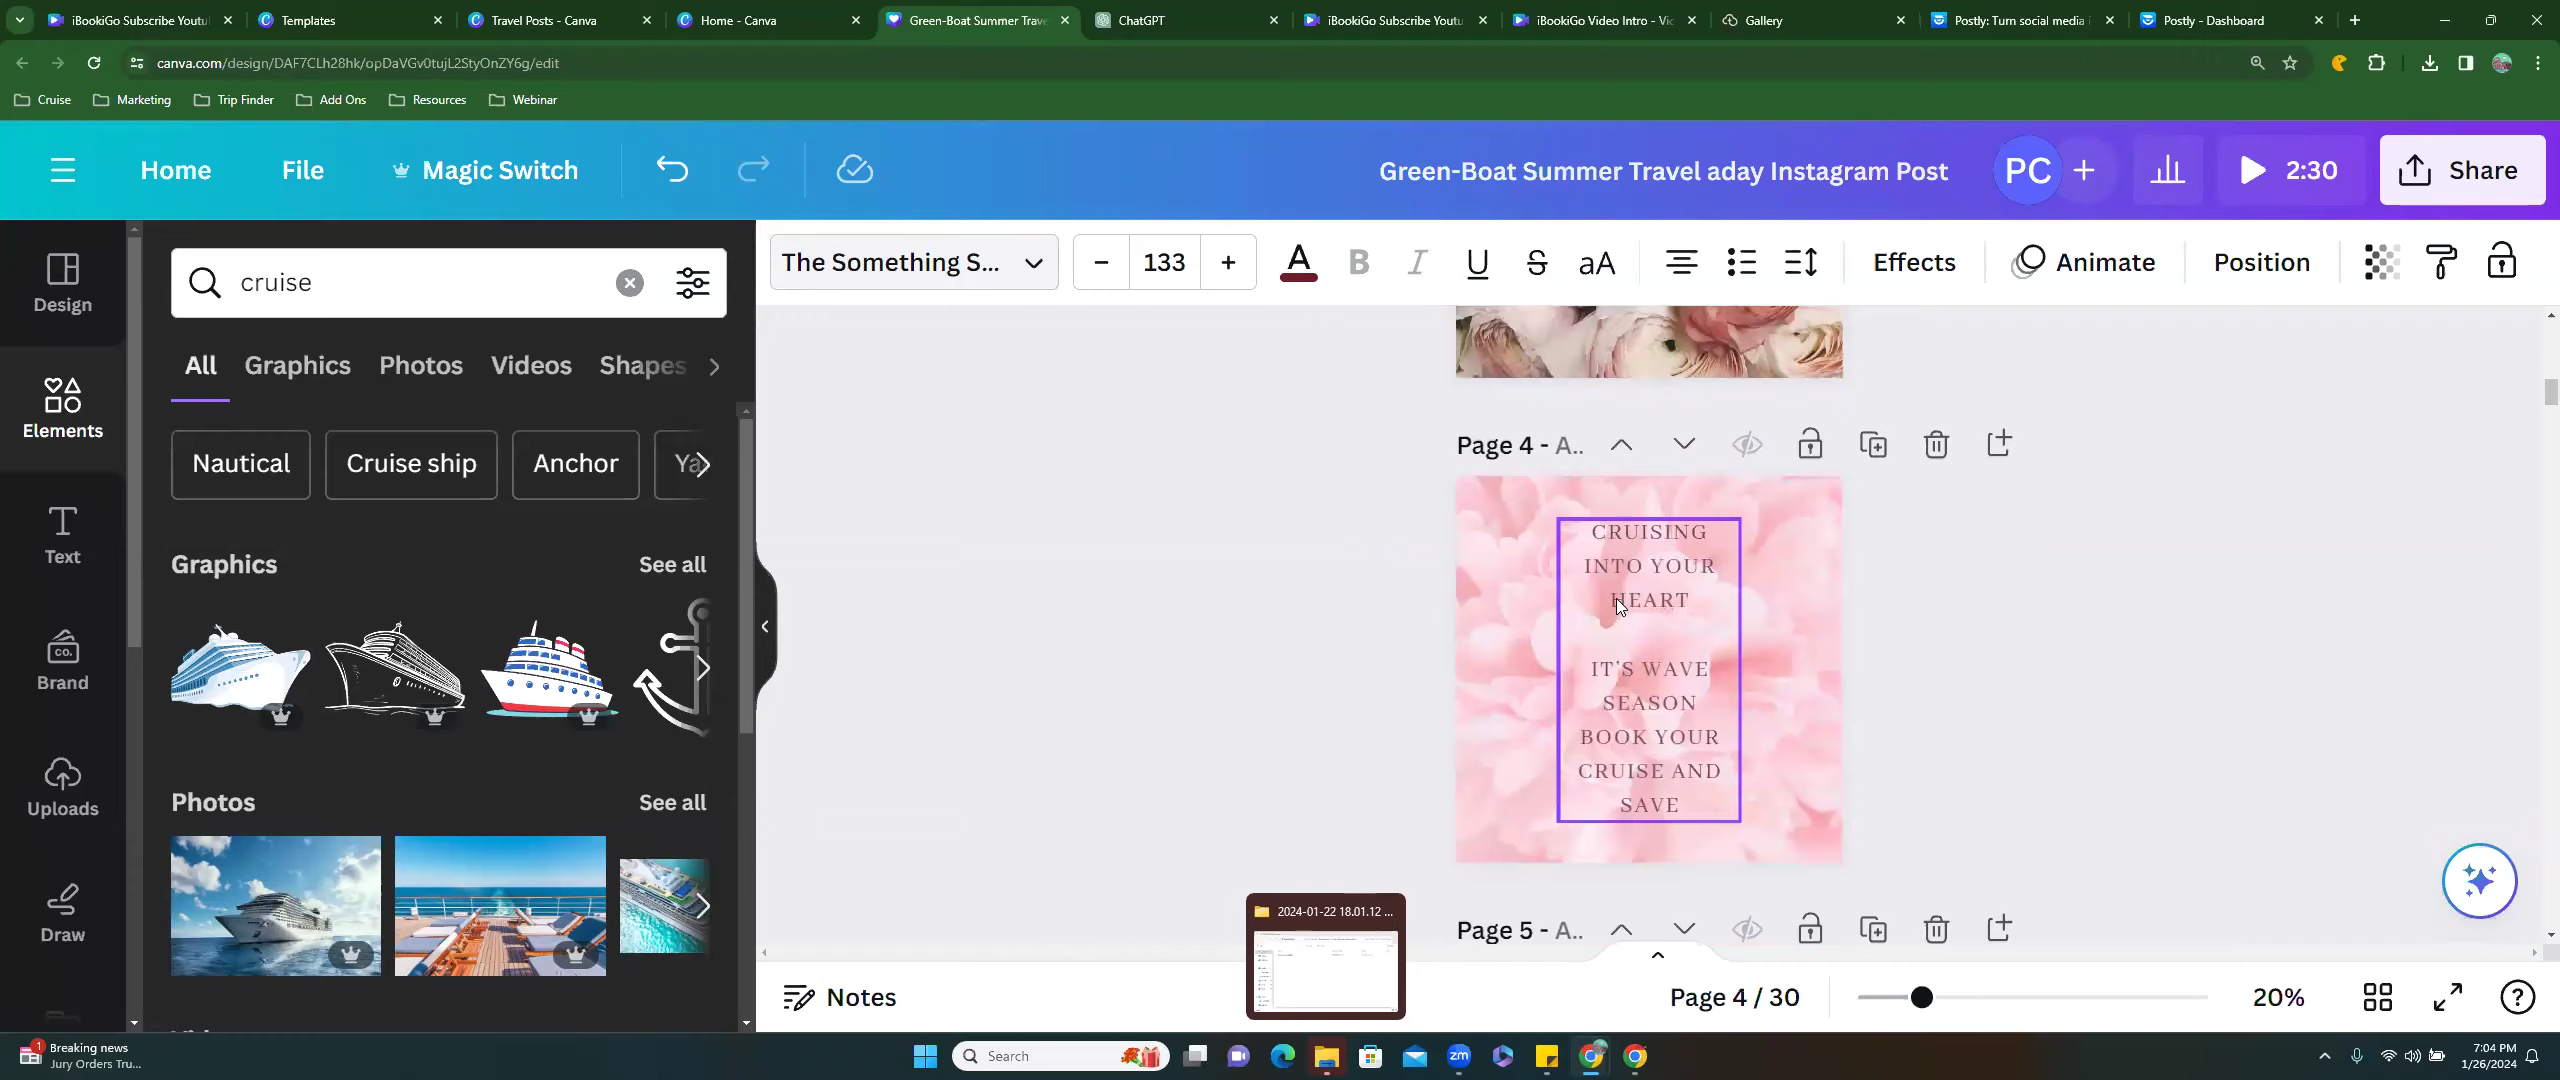 iBookiGo Subscribe Youtu
Templates
Travel Posts - Canva
Home - Canva
Green-Boat Summer Trave
ChatGPT
iBookiGo Subscribe Youtu
iBookiGo Video Intro - Vic
Gallery
Postly: Turn social media i
Postly - Dashboard
canva.com/design/DAF7CLh28hk/opDaVGv0tujL2StyOnZY6g/edit
Cruise
Marketing
Trip Finder
Add Ons
Resources
Webinar
Home
File
Magic Switch
Green-Boat Summer Travel aday Instagram Post
PC
2:30
Share
Design
Elements
Text
CO.
Brand
Uploads
Draw
cruise
All
Graphics
Photos
Videos
Shapes
Nautical
Cruise ship
Anchor
Ya
Graphics
See all
Photos
See all
The Something S...
133
A
B
I
U
S
aA
Effects
Animate
Position
Page 4 - A..
CRUISING
INTO YOUR
HEART
IT'S WAVE
SEASON
BOOK YOUR
CRUISE AND
SAVE
Page 5 - A..
2024-01-22 18.01.12 ...
Notes
Page 4 / 30
20%
1
Breaking news
Jury Orders Tru...
Search
zm
7:04 PM
1/26/2024